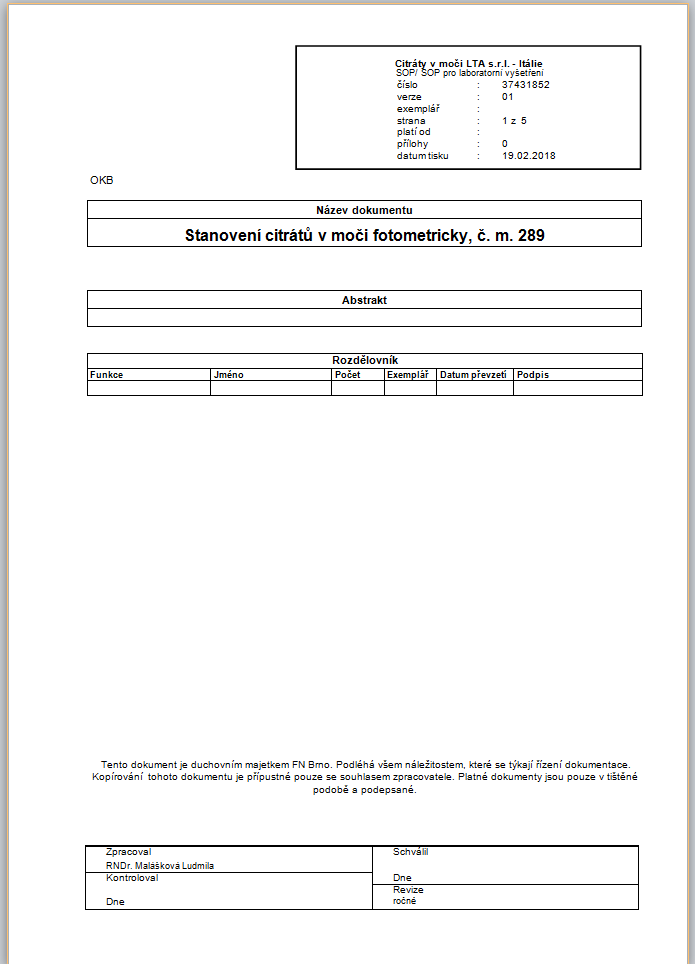 Citráty v moči LTA s.r.l. - Itálie
SOP/ SOP pro laboratorní vyšetření
číslo : 37431852
verze : 01
exemplář :
strana : 1 z 5
platí od :
přílohy : 0
datum tisku : 19.02.2018
OKB
Název dokumentu
Stanovení citrátů v moči fotometricky, č. m. 289
Abstrakt
Rozdělovník
Funkce Jméno Počet Exemplář Datum převzetí Podpis
Tento dokument je duchovním majetkem FN Brno. Podléhá všem náležitostem, které se týkají řízení dokumentace.
Kopírování tohoto dokumentu je přípustné pouze se souhlasem zpracovatele. Platné dokumenty jsou pouze v tištěné
podobě a podepsané.
Zpracoval Schválil
RNDr. Malášková Ludmila
Kontroloval Dne
Revize
Dne ročně